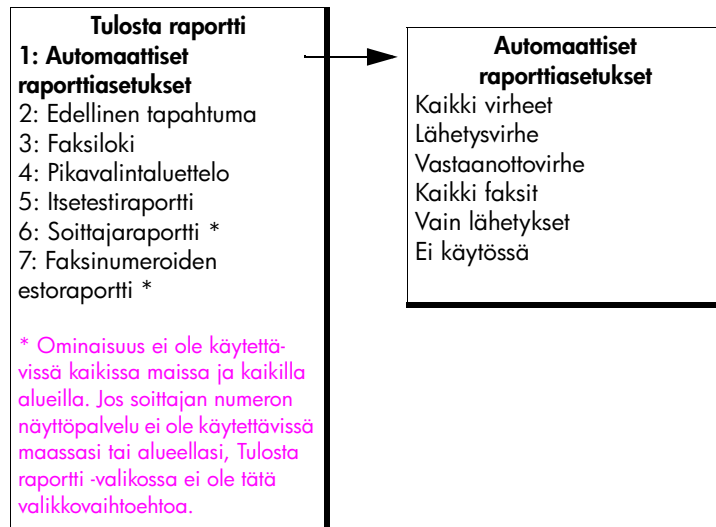 Tulosta raportti
1: Automaattiset
raporttiasetukset
2: Edellinen tapahtuma
3: Faksiloki
4: Pikavalintaluettelo
5: Itsetestiraportti
6: Soittajaraportti *
7: Faksinumeroiden
estoraportti *
* Ominaisuus ei ole käytettä-
vissä kaikissa maissa ja kaikilla
alueilla. Jos soittajan numeron
näyttöpalvelu ei ole käytettävissä
maassasi tai alueellasi, Tulosta
raportti -valikossa ei ole tätä
valikkovaihtoehtoa.
Automaattiset
raporttiasetukset
Kaikki virheet
Lähetysvirhe
Vastaanottovirhe
Kaikki faksit
Vain lähetykset
Ei käytössä